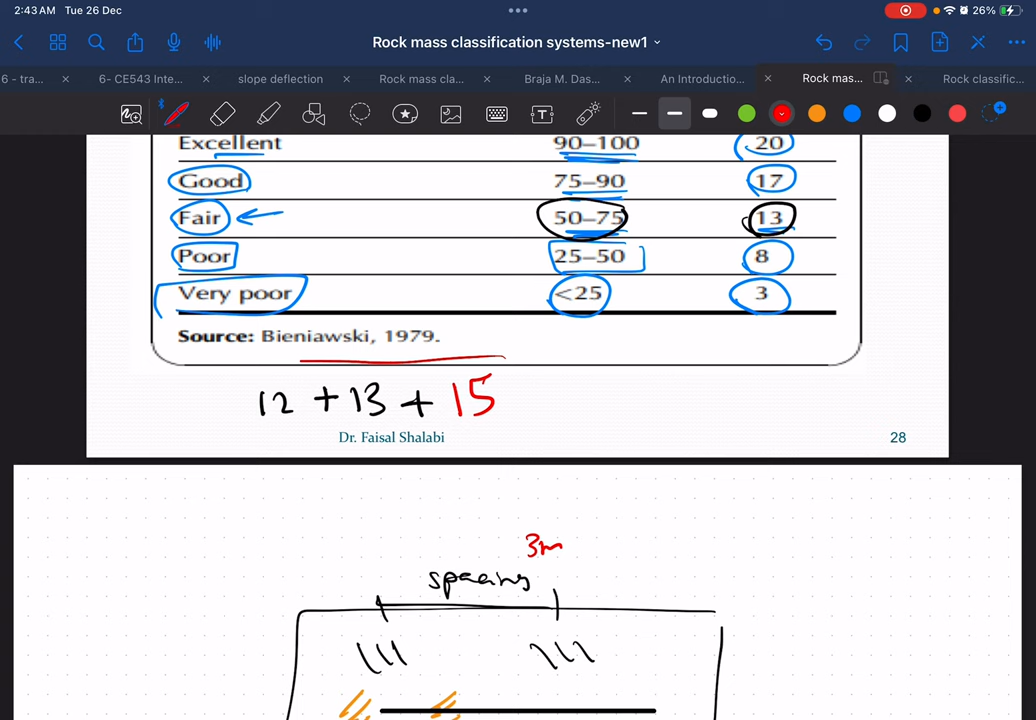 2:43 AM Tue 26 Dec
26%
Rock mass classification systems-new1
6 - tra...
6- CE543 Inte...
slope deflection
Rock mass cla...
Braja M. Das...
An Introductio...
Rock mas...
Rock classific...
Excellent 90–100 20
Good 75–90 17
Fair 50–75 13
Poor 25–50 8
Very poor <25 3
Source: Bieniawski, 1979.
12 + 13 + 15
Dr. Faisal Shalabi
28
3m
spacing